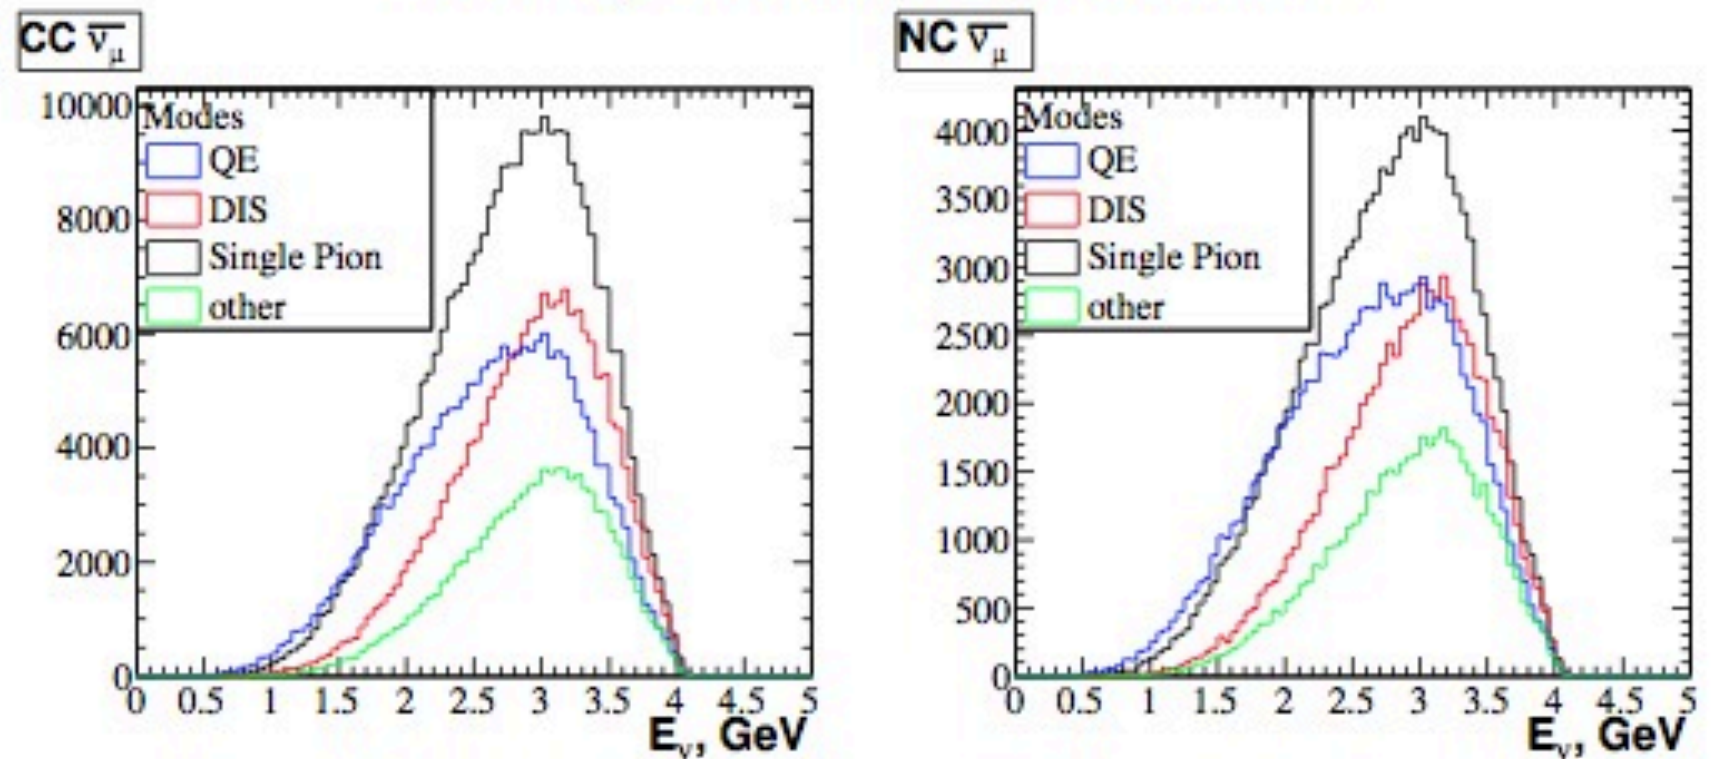 CC ν̅μ
10000
8000
6000
4000
2000
0
Modes
QE
DIS
Single Pion
other
0 0.5 1 1.5 2 2.5 3 3.5 4 4.5 5
Eν, GeV
NC ν̅μ
4000
3500
3000
2500
2000
1500
1000
500
0
Modes
QE
DIS
Single Pion
other
0 0.5 1 1.5 2 2.5 3 3.5 4 4.5 5
Eν, GeV